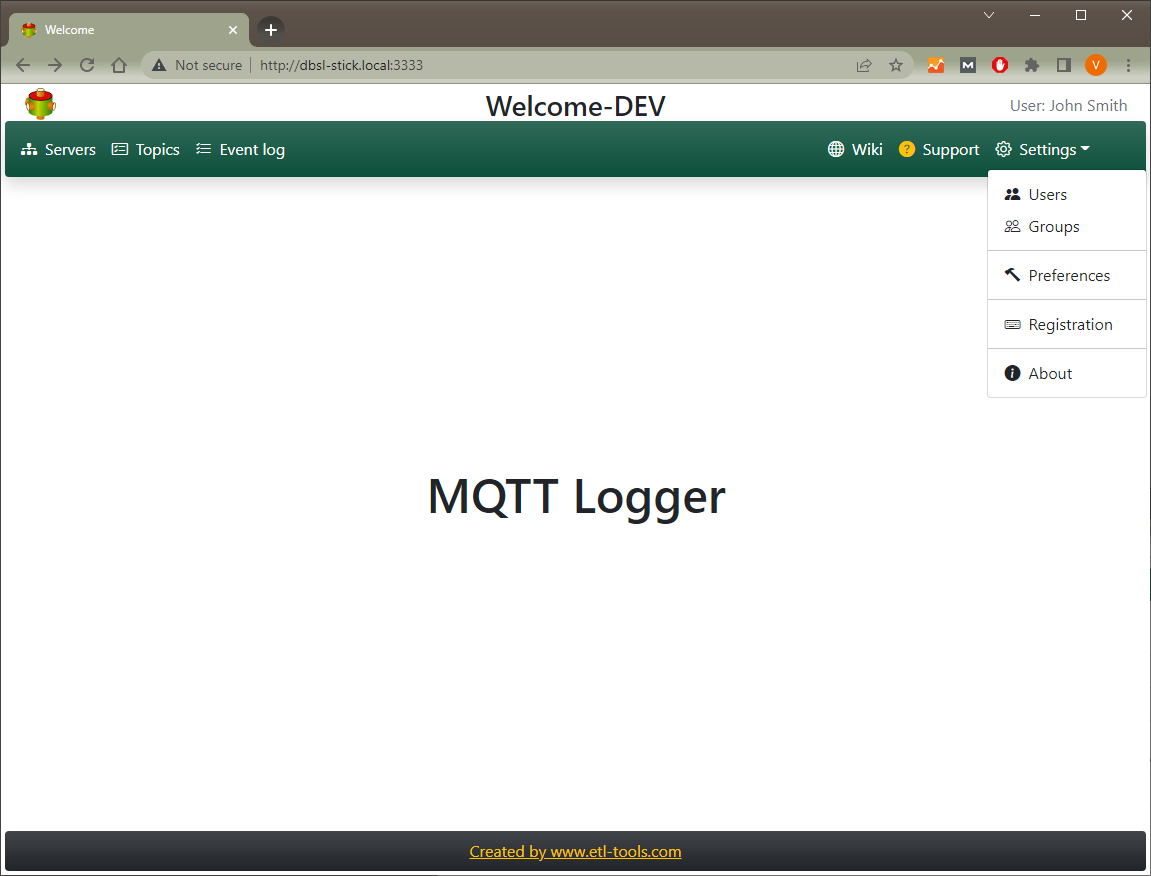 Welcome
Not secure http://dbsl-stick.local:3333
M
V
Welcome-DEV
User: John Smith
Servers Topics Event log Wiki ? Support Settings
Users
Groups
Preferences
Registration
About
MQTT Logger
Created by www.etl-tools.com